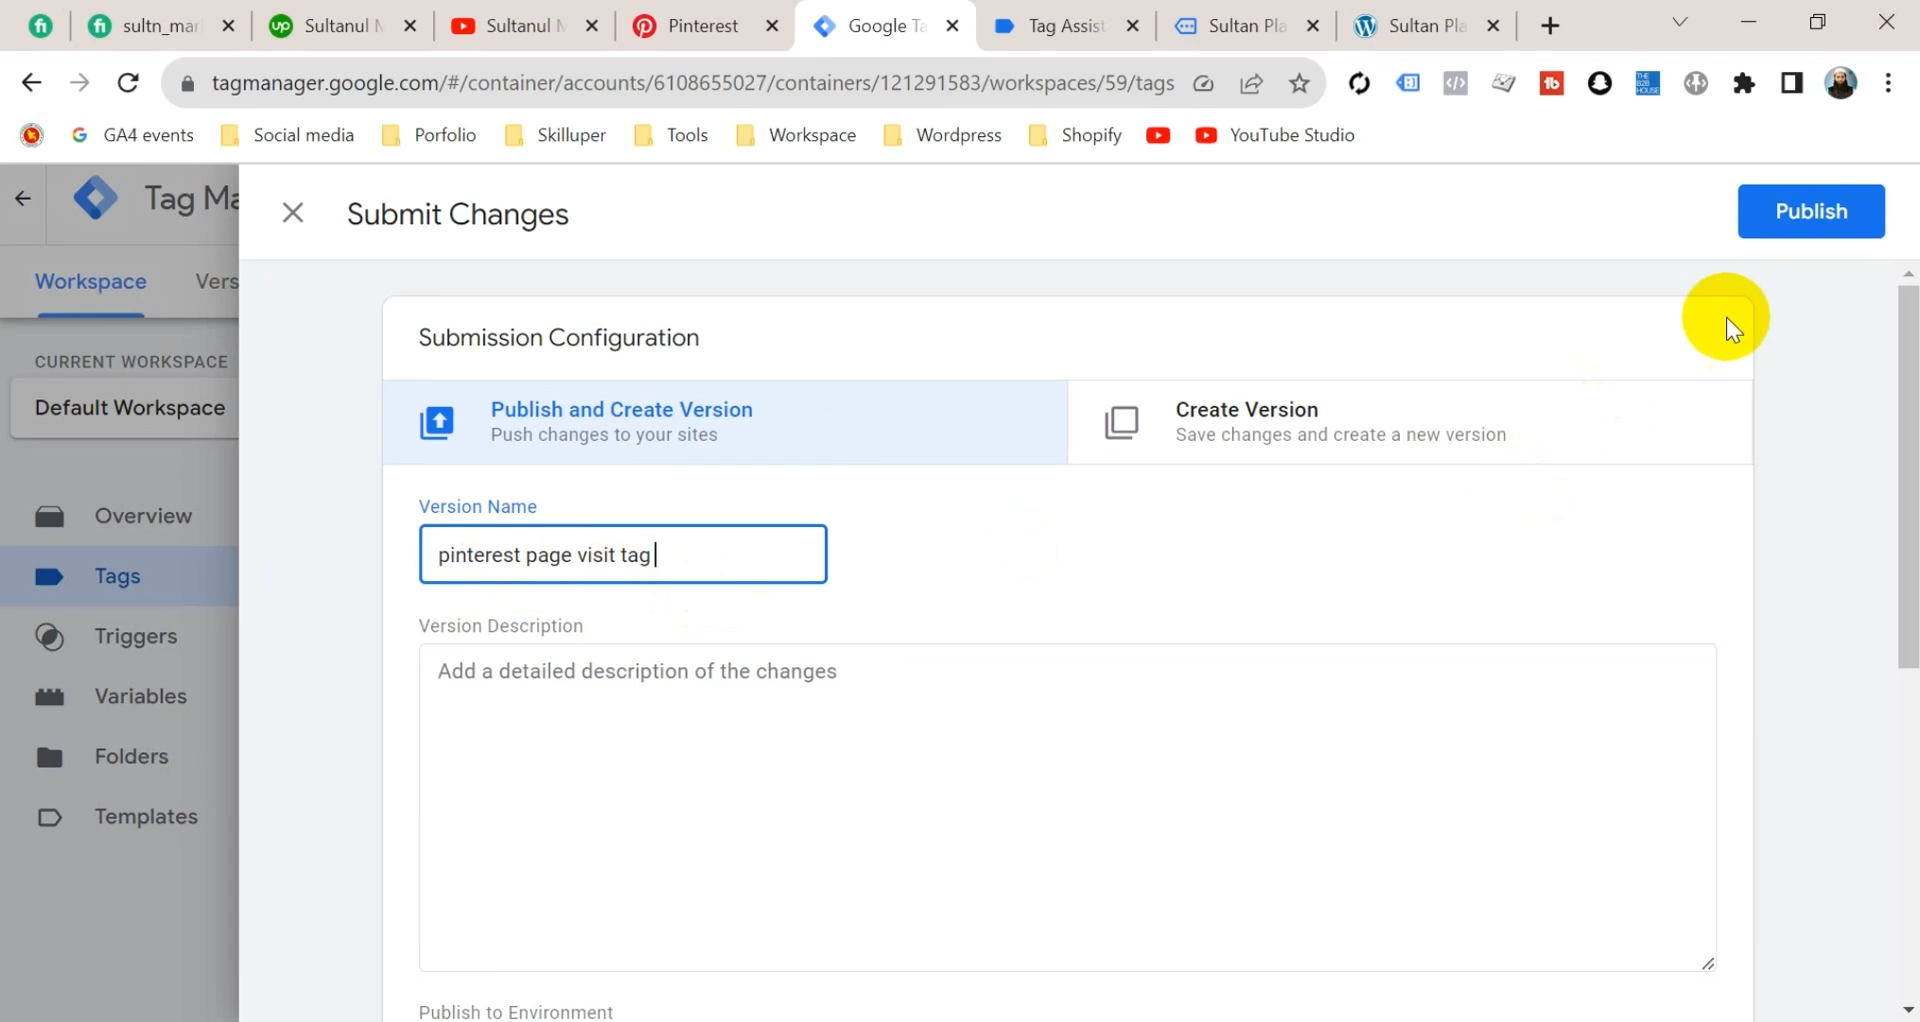 sultn_mar
Sultanul M
Sultanul M
Pinterest
Google Ta
Tag Assist
Sultan Pla
Sultan Pla
tagmanager.google.com/#/container/accounts/6108655027/containers/121291583/workspaces/59/tags
GA4 events
Social media
Porfolio
Skilluper
Tools
Workspace
Wordpress
Shopify
YouTube Studio
Tag Ma
Submit Changes
Publish
Workspace
Vers
Submission Configuration
CURRENT WORKSPACE
Default Workspace
Publish and Create Version
Push changes to your sites
Create Version
Save changes and create a new version
Version Name
pinterest page visit tag
Overview
Tags
Triggers
Variables
Folders
Templates
Version Description
Add a detailed description of the changes
Publish to Environment